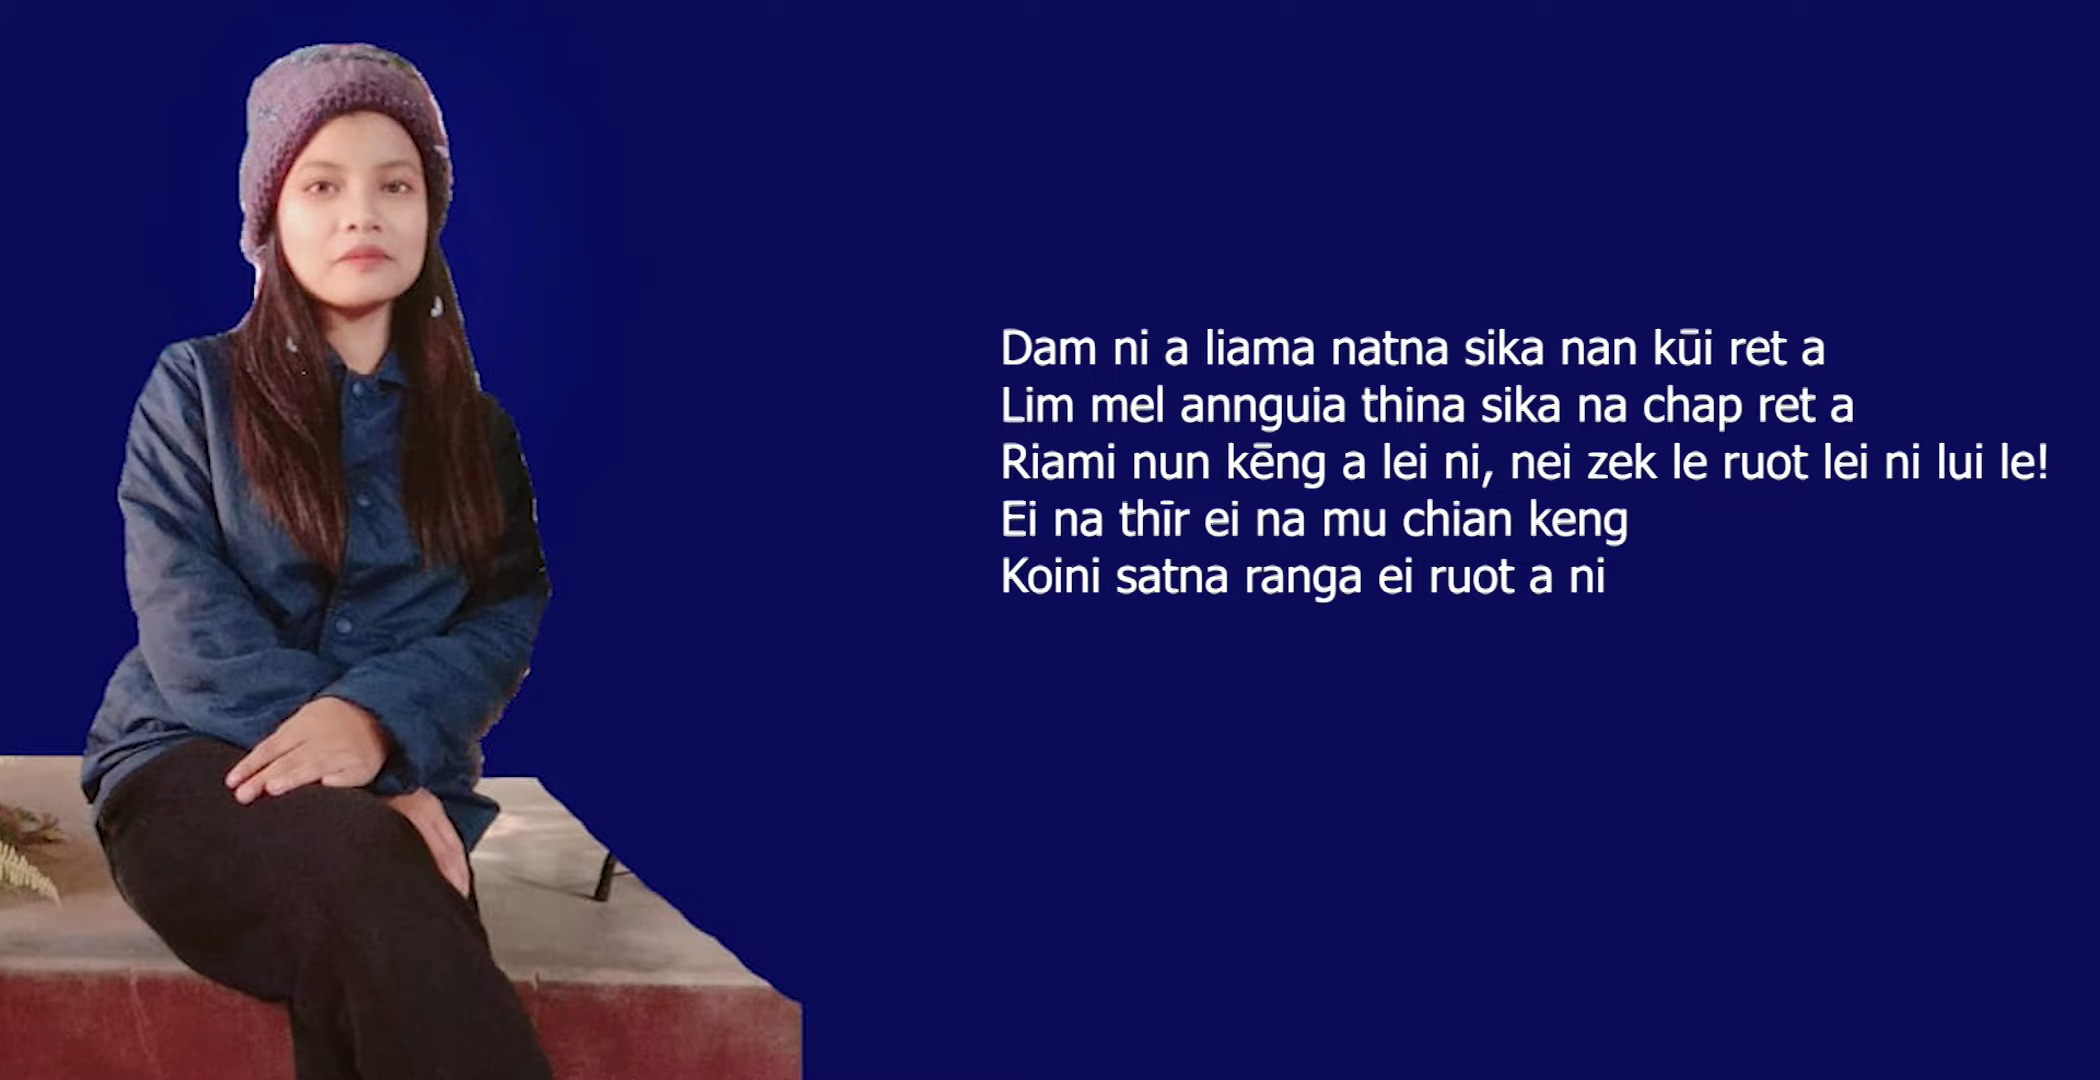 Dam ni a liama natna sika nan kūi ret a
Lim mel annguia thina sika na chap ret a
Riami nun kēng a lei ni, nei zek le ruot lei ni lui le!
Ei na thīr ei na mu chian keng
Koini satna ranga ei ruot a ni